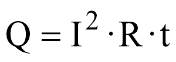 Q = I²·R·t